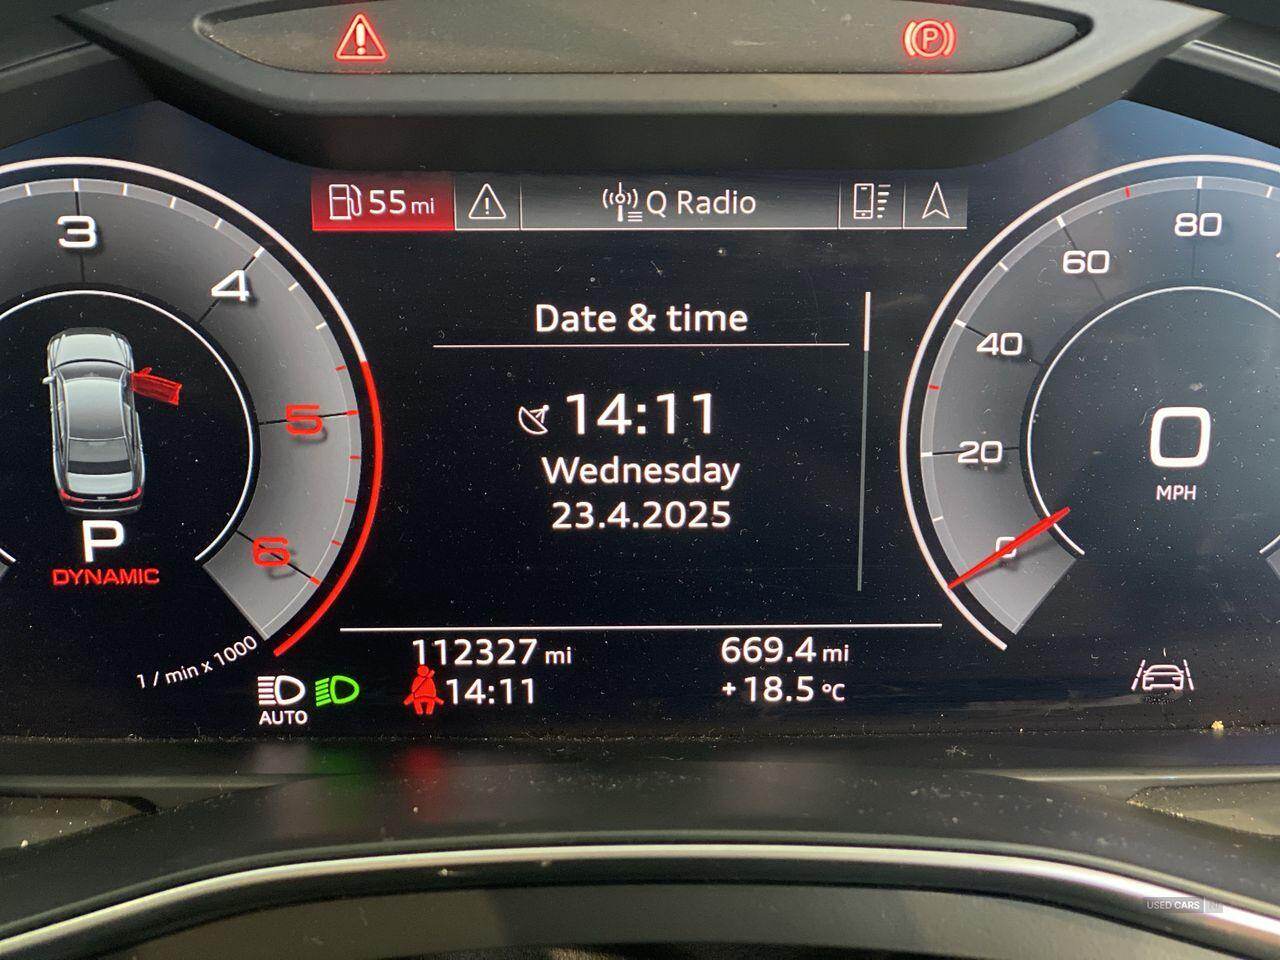 P
55 mi
Q Radio
3
4
5
6
80
60
40
20
0
Date & time
14:11
Wednesday
23.4.2025
0
MPH
P
DYNAMIC
1 / min x 1000
112327 mi
669.4 mi
14:11
+18.5 °C
AUTO
USED CARS